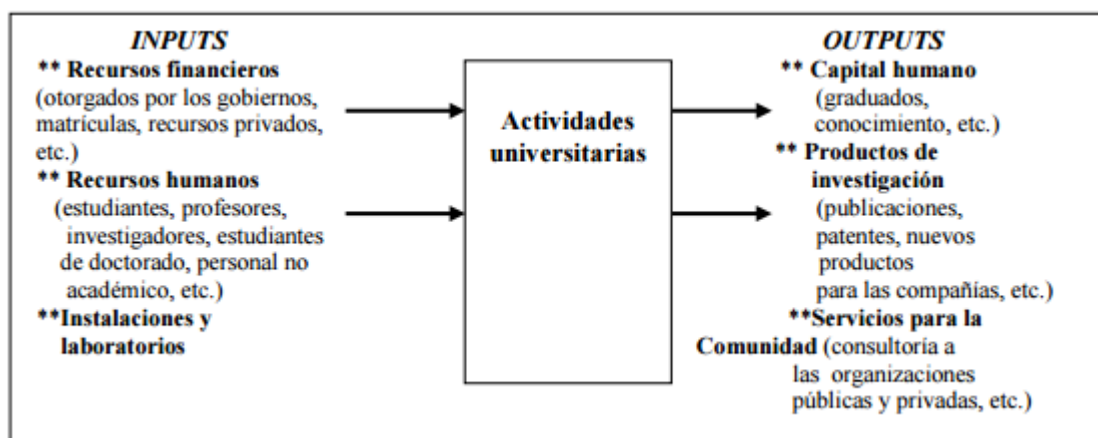 INPUTS
** Recursos financieros
(otorgados por los gobiernos,
matrículas, recursos privados,
etc.)
** Recursos humanos
(estudiantes, profesores,
investigadores, estudiantes
de doctorado, personal no
académico, etc.)
**Instalaciones y
laboratorios
Actividades
universitarias
OUTPUTS
** Capital humano
(graduados,
conocimiento, etc.)
** Productos de
investigación
(publicaciones,
patentes, nuevos
productos
para las compañías, etc.)
**Servicios para la
Comunidad (consultoría a
las organizaciones
públicas y privadas, etc.)